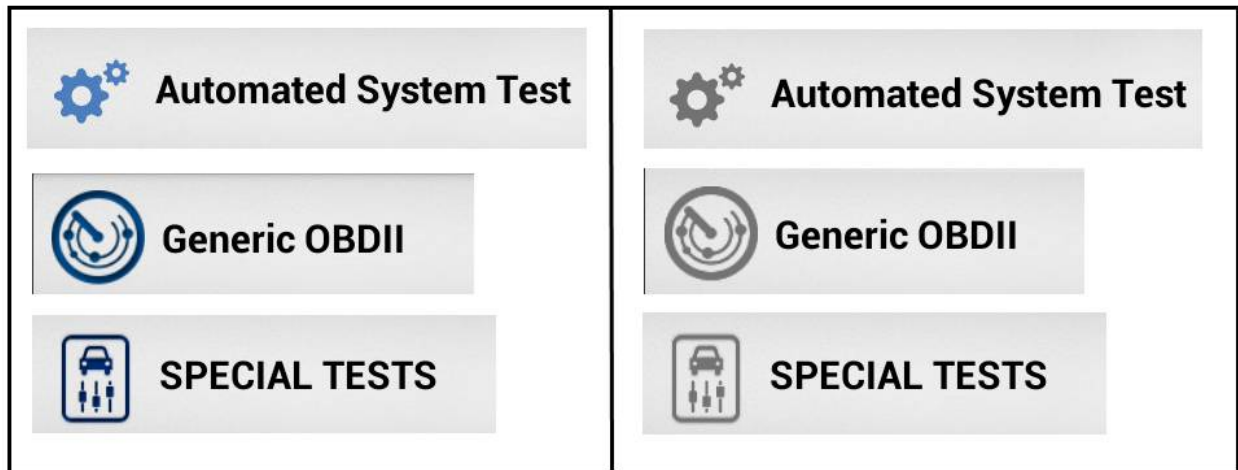 Automated System Test
Generic OBDII
SPECIAL TESTS
Automated System Test
Generic OBDII
SPECIAL TESTS